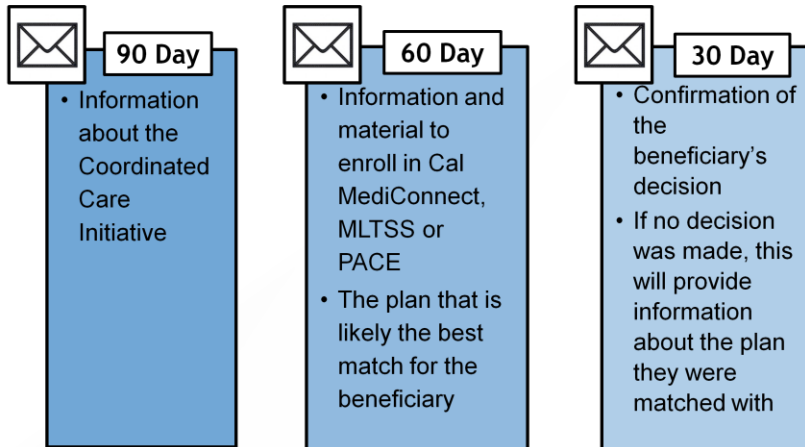 90 Day
• Information
about the
Coordinated
Care
Initiative
60 Day
• Information and
material to
enroll in Cal
MediConnect,
MLTSS or
PACE
• The plan that is
likely the best
match for the
beneficiary
30 Day
• Confirmation of
the
beneficiary’s
decision
• If no decision
was made, this
will provide
information
about the plan
they were
matched with